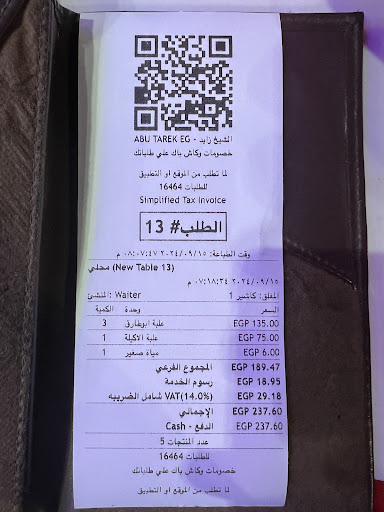 ABU TAREK EG - الشيخ زايد
خصومات وكاش باك علي طلباتك
لما تطلب من الموقع او التطبيق
للطلبات 16464
Simplified Tax Invoice
الطلب# 13
وقت الطباعة: ٢٠٢٤/٠٩/١٥ ٠٨:٠٧:٤٧ م
محلي (New Table 13)
٢٠٢٤/٠٩/١٥ ٠٧:١٨:٢٤ م
المغلق: كاشير 1 المنشئ: Waiter
السعر وحدة الكمية
EGP 135.00 علبة ابوطارق 3
EGP 75.00 علبة الاكيلة 1
EGP 6.00 مياة صغير 1
EGP 189.47 المجموع الفرعي
EGP 18.95 رسوم الخدمة
EGP 29.18 VAT(14.0%) شامل الضريبه
EGP 237.60 الإجمالي
EGP 237.60 الدفع - Cash
عدد المنتجات 5
للطلبات 16464
خصومات وكاش باك علي طلباتك
لما تطلب من الموقع او التطبيق